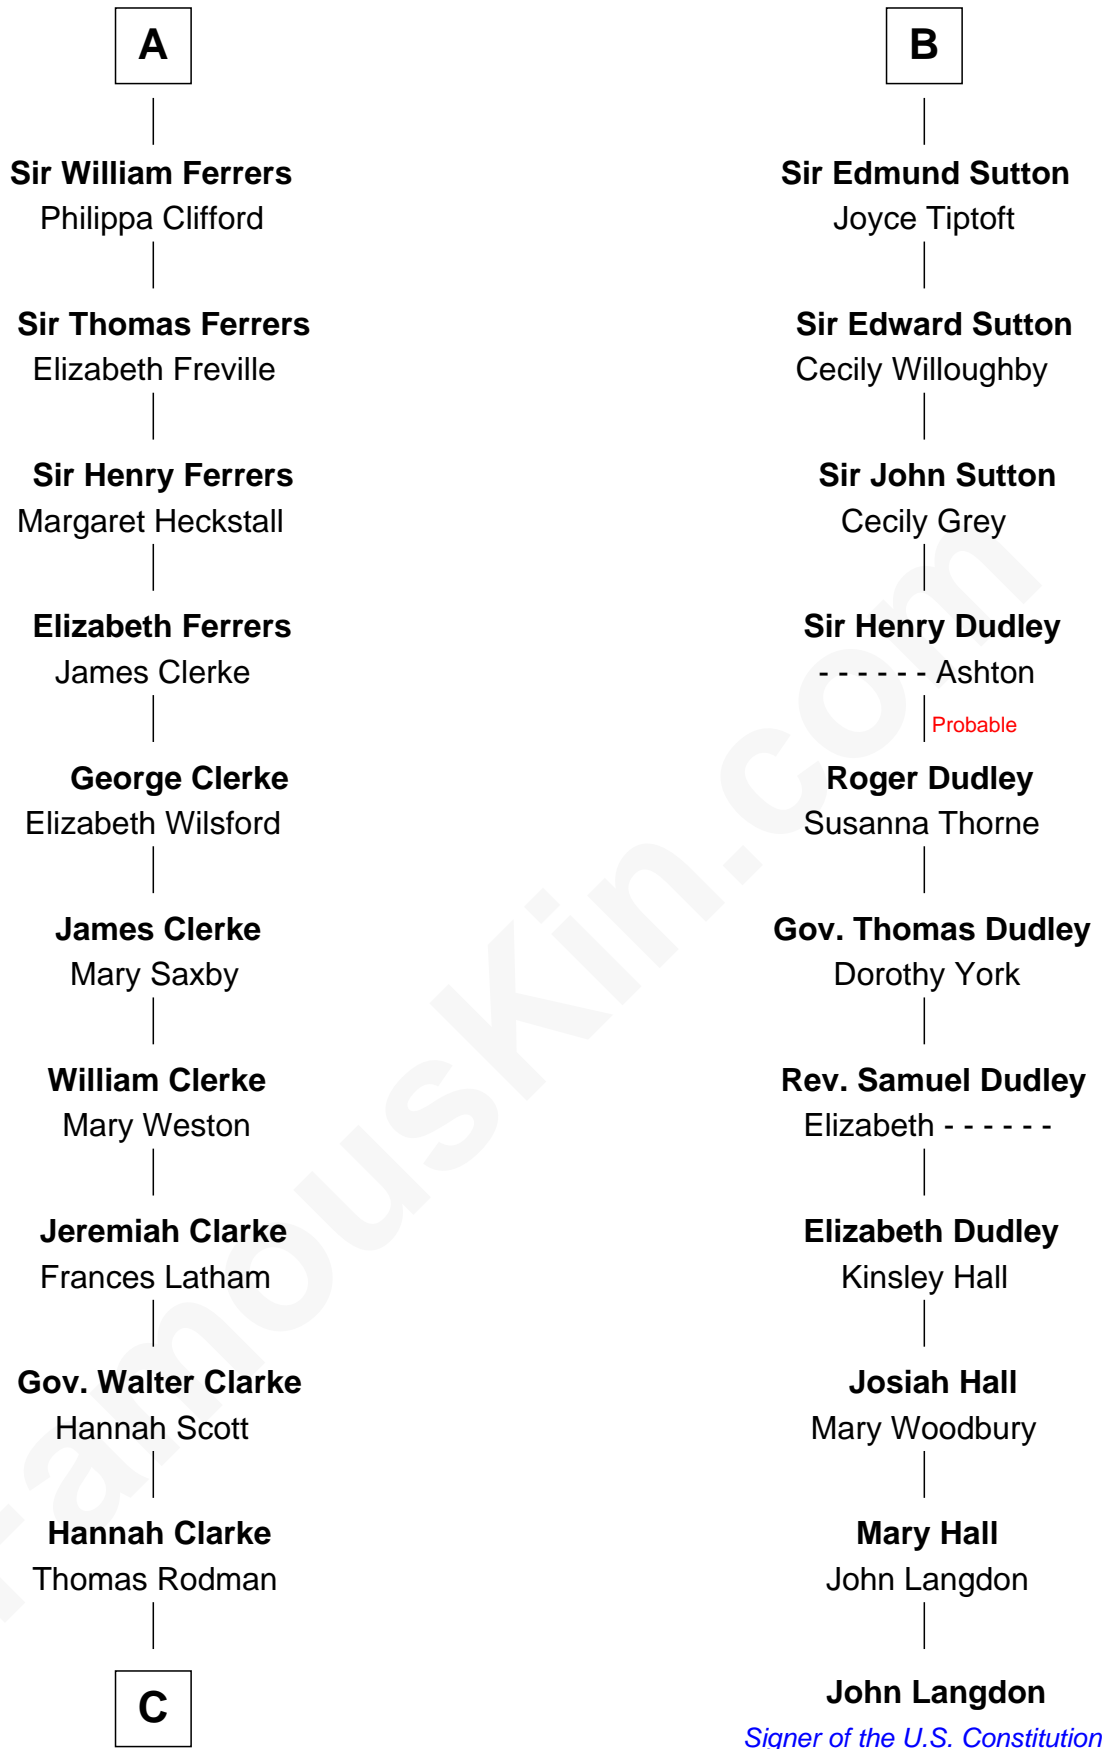 A
Sir William Ferrers
Philippa Clifford
Sir Thomas Ferrers
Elizabeth Freville
Sir Henry Ferrers
Margaret Heckstall
Elizabeth Ferrers
James Clerke
George Clerke
Elizabeth Wilsford
James Clerke
Mary Saxby
William Clerke
Mary Weston
Jeremiah Clarke
Frances Latham
Gov. Walter Clarke
Hannah Scott
Hannah Clarke
Thomas Rodman
C
B
Sir Edmund Sutton
Joyce Tiptoft
Sir Edward Sutton
Cecily Willoughby
Sir John Sutton
Cecily Grey
Sir Henry Dudley
- - - - - - Ashton
Probable
Roger Dudley
Susanna Thorne
Gov. Thomas Dudley
Dorothy York
Rev. Samuel Dudley
Elizabeth - - - - - -
Elizabeth Dudley
Kinsley Hall
Josiah Hall
Mary Woodbury
Mary Hall
John Langdon
John Langdon
Signer of the U.S. Constitution
FamousKin.com